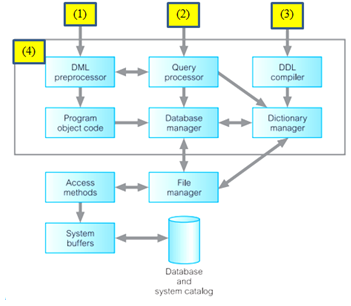 (1)
(2)
(3)
(4)
DML
preprocessor
Query
processor
DDL
compiler
Program
object code
Database
manager
Dictionary
manager
Access
methods
File
manager
System
buffers
Database
and
system catalog